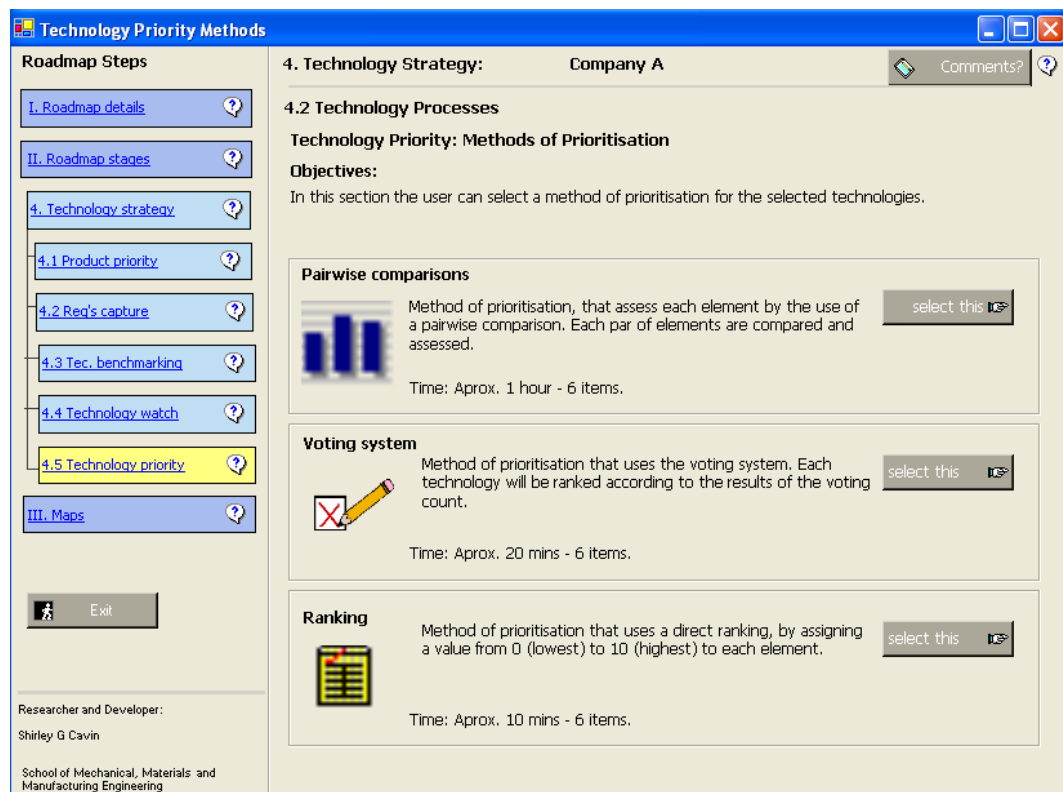 Technology Priority Methods
Roadmap Steps
I. Roadmap details
II. Roadmap stages
4. Technology strategy
4.1 Product priority
4.2 Req's capture
4.3 Tec. benchmarking
4.4 Technology watch
4.5 Technology priority
III. Maps
Exit
Researcher and Developer:
Shirley G Cavin
School of Mechanical, Materials and
Manufacturing Engineering
4. Technology Strategy: Company A
Comments?
4.2 Technology Processes
Technology Priority: Methods of Prioritisation
Objectives:
In this section the user can select a method of prioritisation for the selected technologies.
Pairwise comparisons
Method of prioritisation, that assess each element by the use of
a pairwise comparison. Each par of elements are compared and
assessed.
Time: Aprox. 1 hour - 6 items.
select this
Voting system
Method of prioritisation that uses the voting system. Each
technology will be ranked according to the results of the voting
count.
Time: Aprox. 20 mins - 6 items.
select this
Ranking
Method of prioritisation that uses a direct ranking, by assigning
a value from 0 (lowest) to 10 (highest) to each element.
Time: Aprox. 10 mins - 6 items.
select this